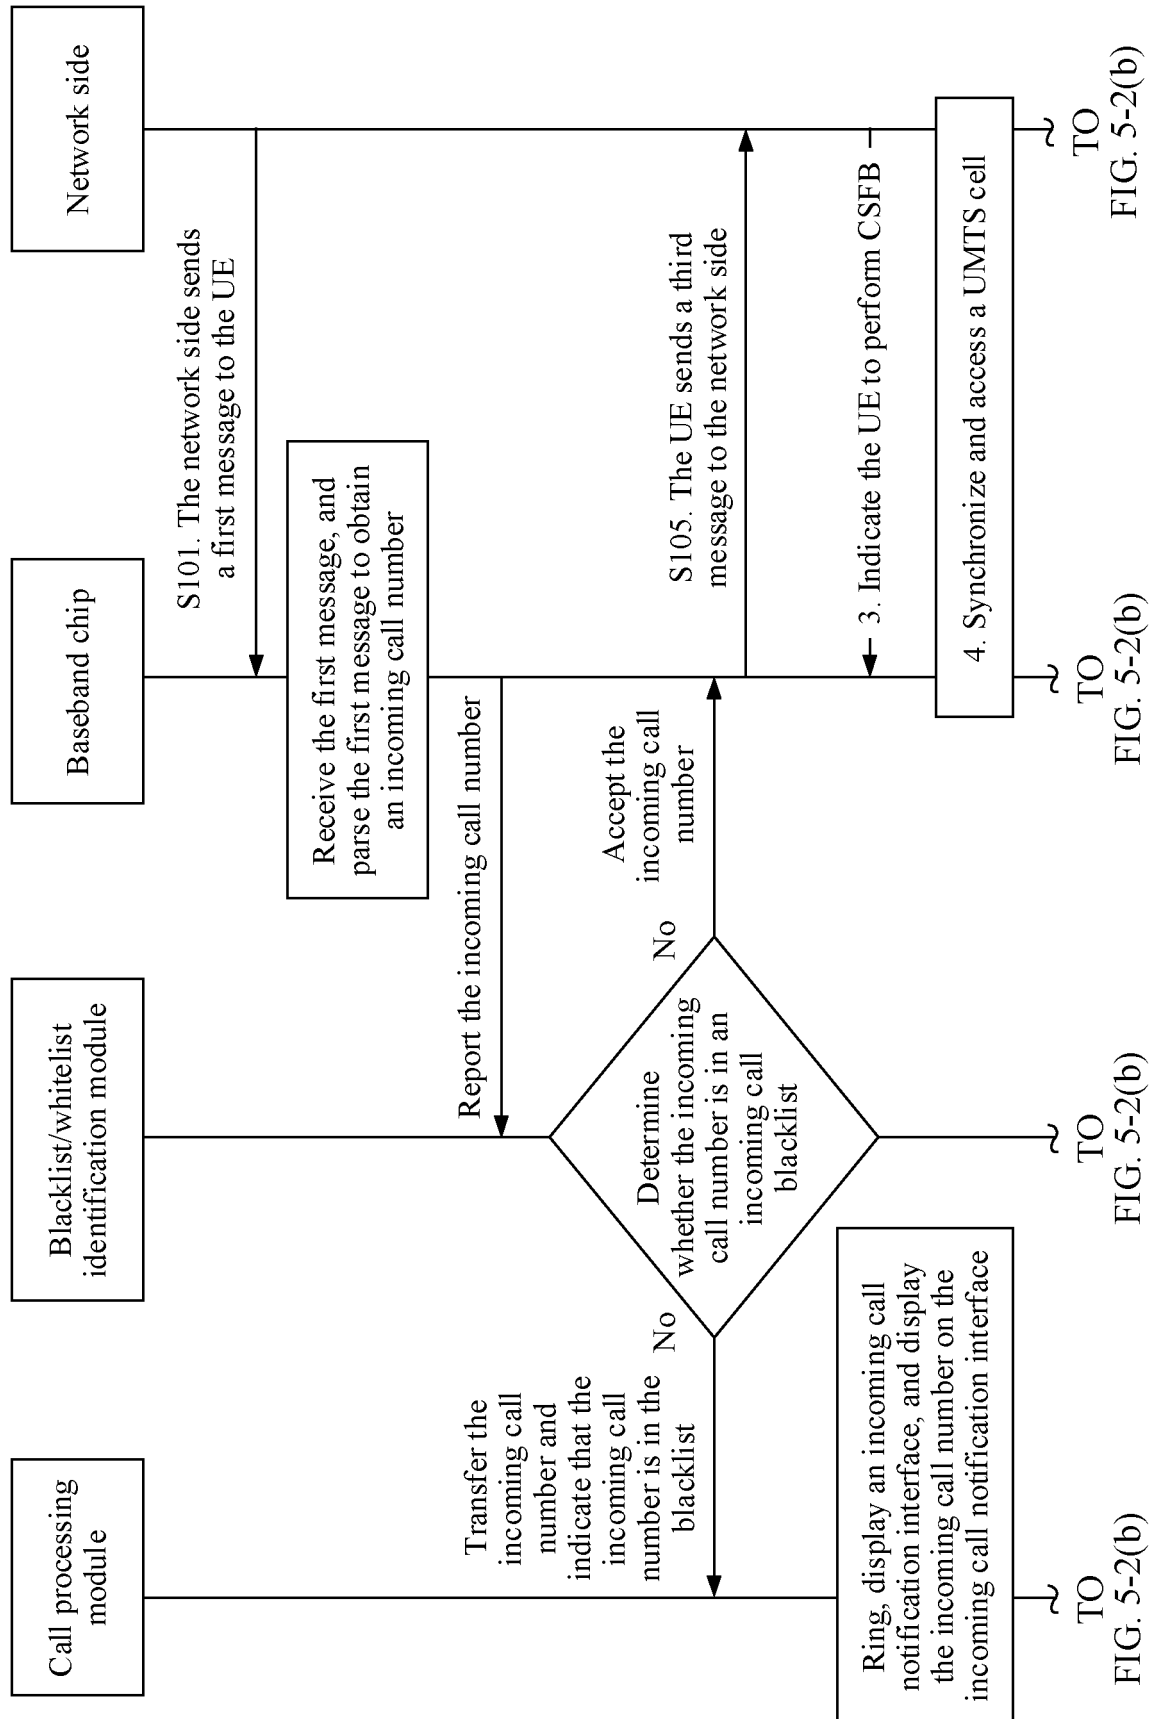 Call processing
module
Blacklist/whitelist
identification module
Baseband chip
Network side
S101. The network side sends
a first message to the UE
Receive the first message, and
parse the first message to obtain
an incoming call number
Report the incoming call number
Transfer the
incoming call
number and
indicate that the
incoming call
number is in the
blacklist
No
Determine
whether the incoming
call number is in an
incoming call
blacklist
No
Accept the
incoming call
number
S105. The UE sends a third
message to the network side
Ring, display an incoming call
notification interface, and display
the incoming call number on the
incoming call notification interface
3. Indicate the UE to perform CSFB
4. Synchronize and access a UMTS cell
TO
FIG. 5-2(b)
TO
FIG. 5-2(b)
TO
FIG. 5-2(b)
TO
FIG. 5-2(b)